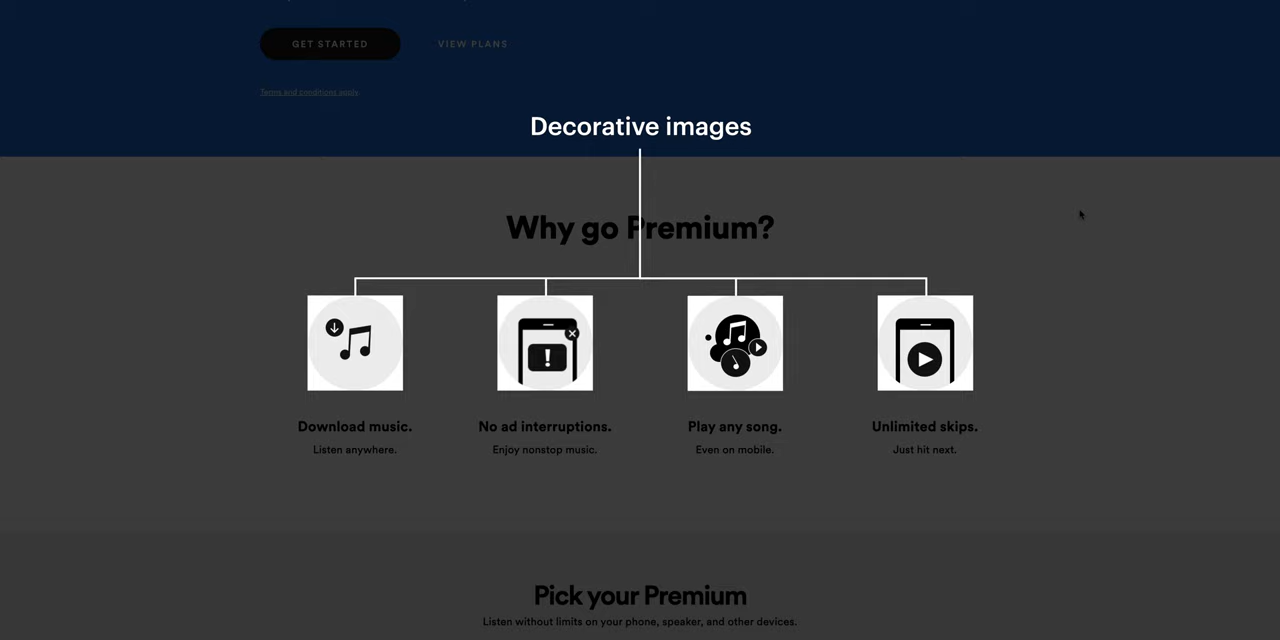 GET STARTED
VIEW PLANS
Terms and conditions apply.
Decorative images
Why go Premium?
Download music.
Listen anywhere.
No ad interruptions.
Enjoy nonstop music.
Play any song.
Even on mobile.
Unlimited skips.
Just hit next.
Pick your Premium
Listen without limits on your phone, speaker, and other devices.